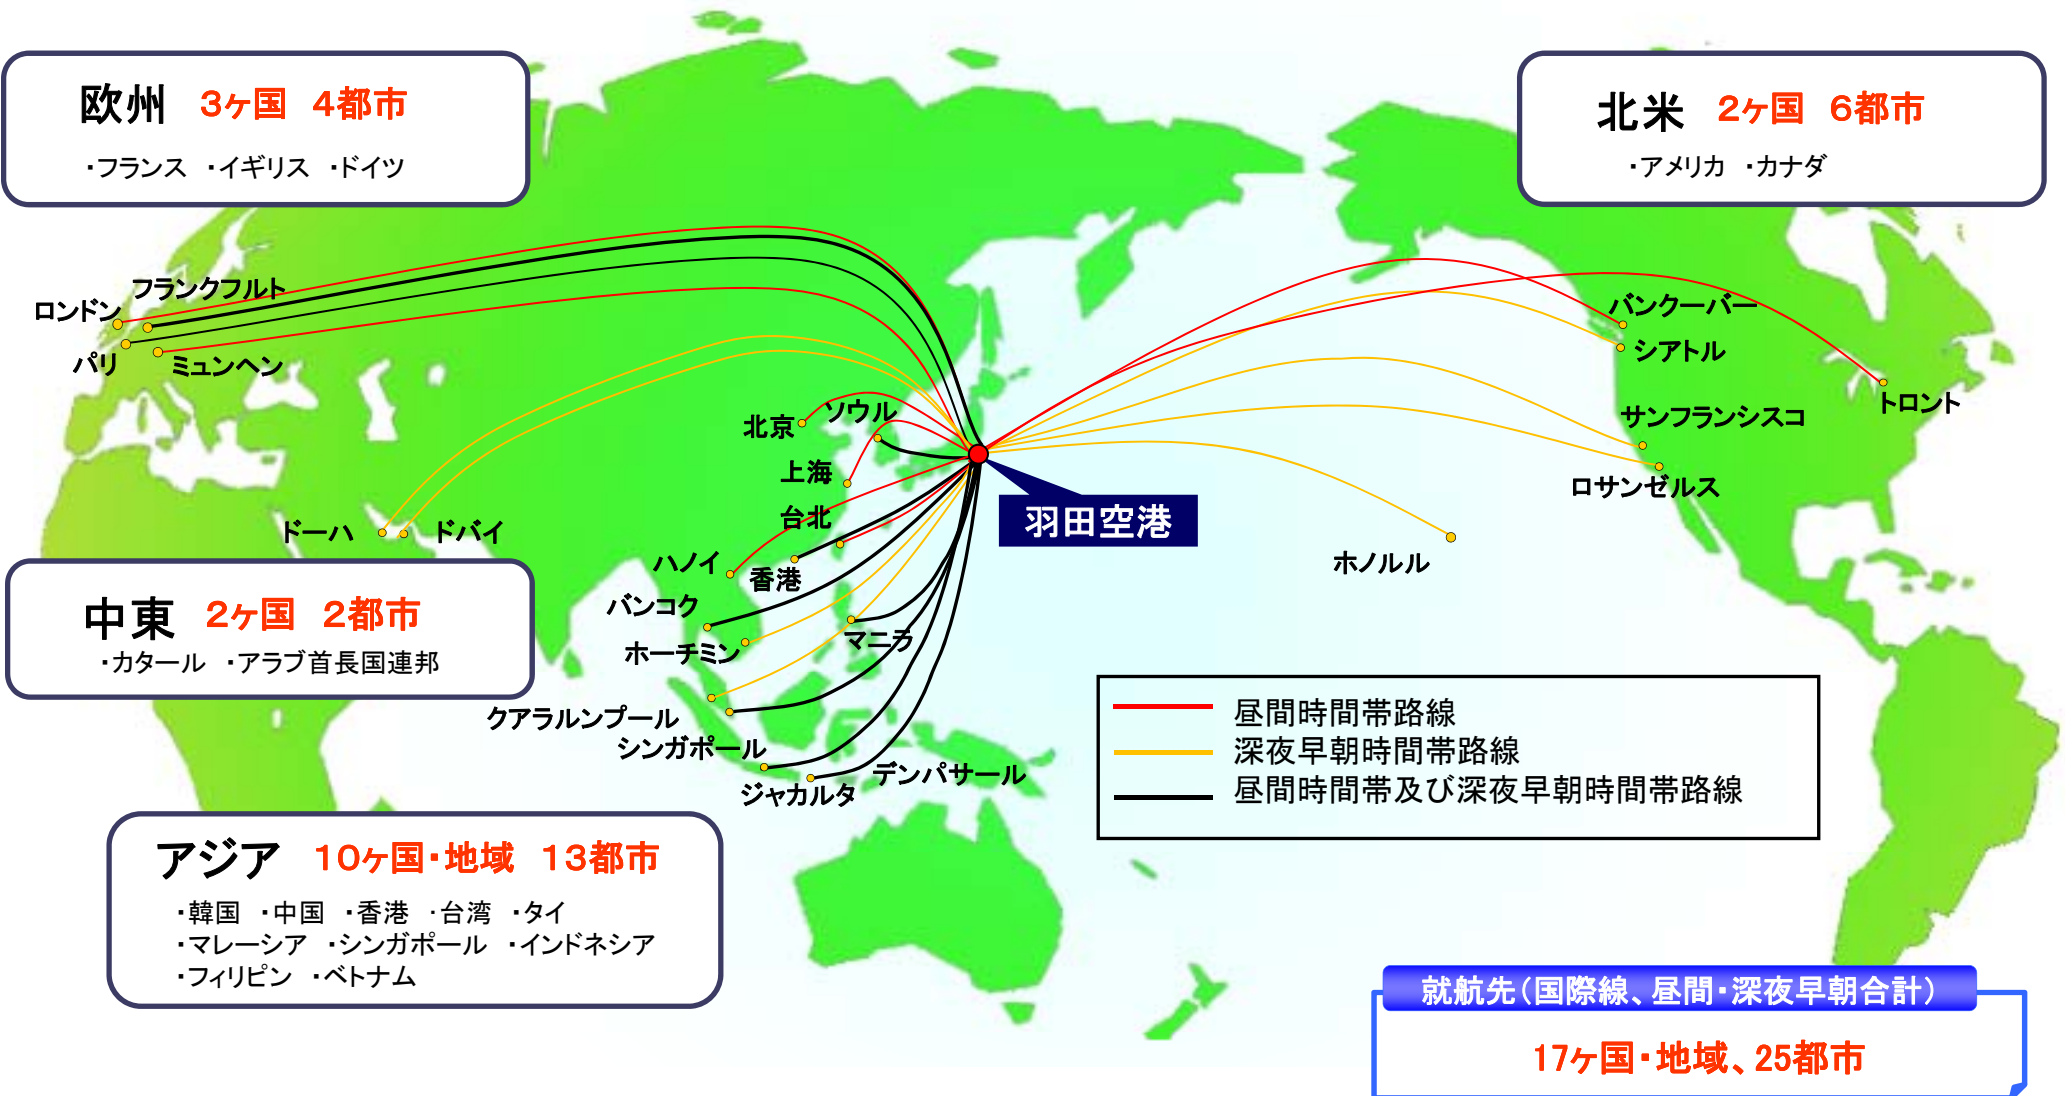 欧州 3ヶ国 4都市
・フランス ・イギリス ・ドイツ
北米 2ヶ国 6都市
・アメリカ ・カナダ
フランクフルト
ロンドン
パリ
ミュンヘン
バンクーバー
シアトル
トロント
サンフランシスコ
ロサンゼルス
ホノルル
北京
ソウル
上海
台北
羽田空港
ドーハ
ドバイ
ハノイ
香港
バンコク
ホーチミン
マニラ
クアラルンプール
シンガポール
ジャカルタ
デンパサール
中東 2ヶ国 2都市
・カタール ・アラブ首長国連邦
昼間時間帯路線
深夜早朝時間帯路線
昼間時間帯及び深夜早朝時間帯路線
アジア 10ヶ国・地域 13都市
・韓国 ・中国 ・香港 ・台湾 ・タイ
・マレーシア ・シンガポール ・インドネシア
・フィリピン ・ベトナム
就航先(国際線、昼間・深夜早朝合計)
17ヶ国・地域、25都市